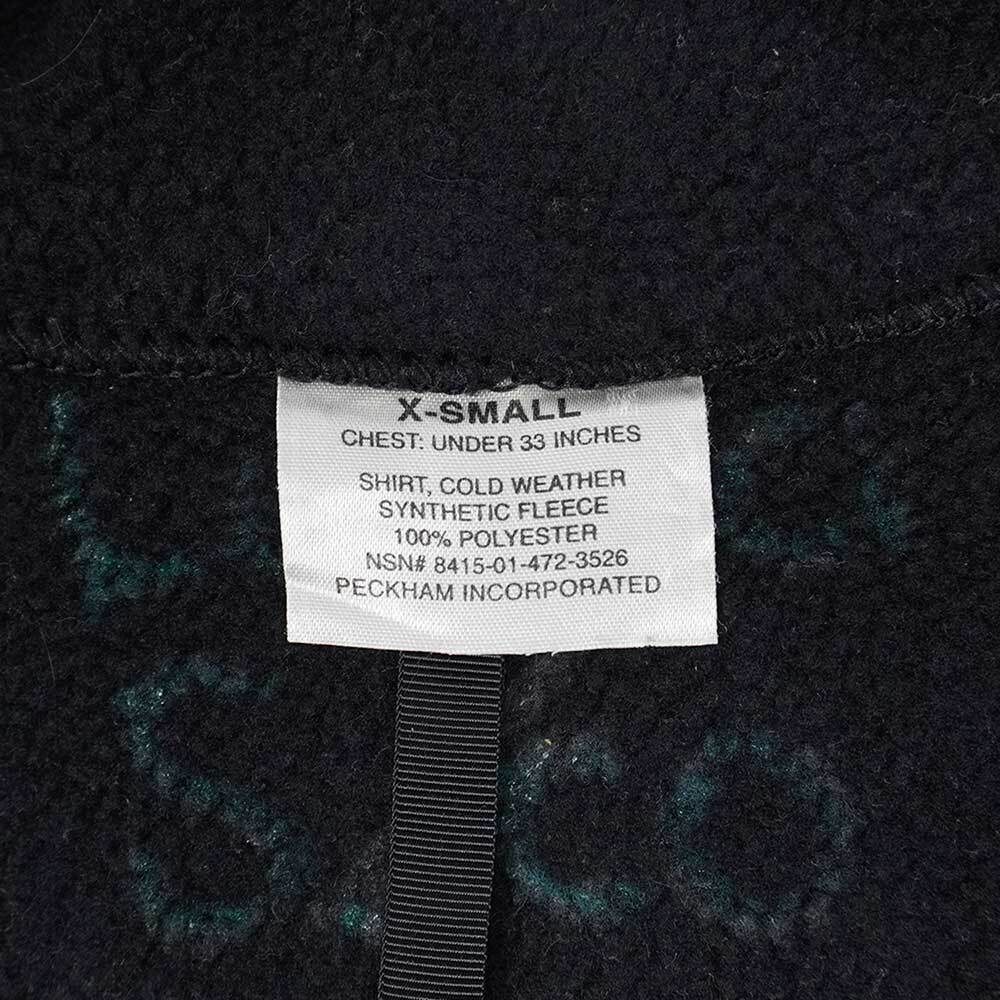 X-SMALL
CHEST: UNDER 33 INCHES
SHIRT, COLD WEATHER
SYNTHETIC FLEECE
100% POLYESTER
NSN# 8415-01-472-3526
PECKHAM INCORPORATED